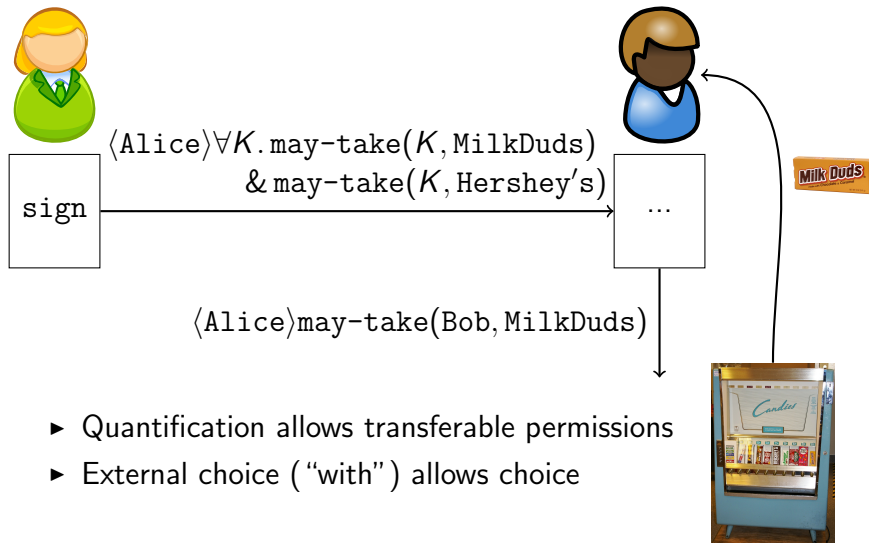 ⟨Alice⟩∀K. may-take(K, MilkDuds)
& may-take(K, Hershey's)
sign
...
Milk Duds
⟨Alice⟩may-take(Bob, MilkDuds)
Candies
▸ Quantification allows transferable permissions
▸ External choice (“with”) allows choice